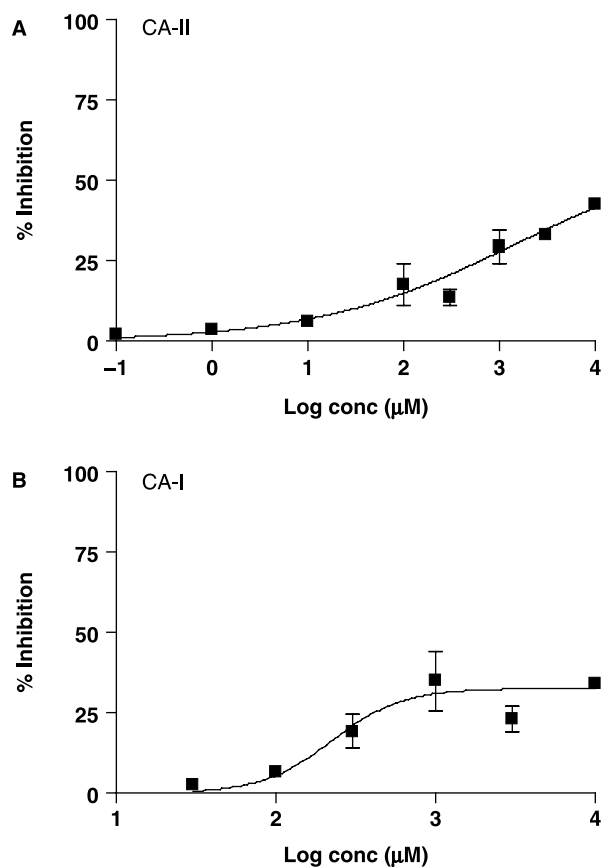 A CA-II
100
75
50
25
0
% Inhibition
–1 0 1 2 3 4
Log conc (μM)
B CA-I
100
75
50
25
0
% Inhibition
1 2 3 4
Log conc (μM)